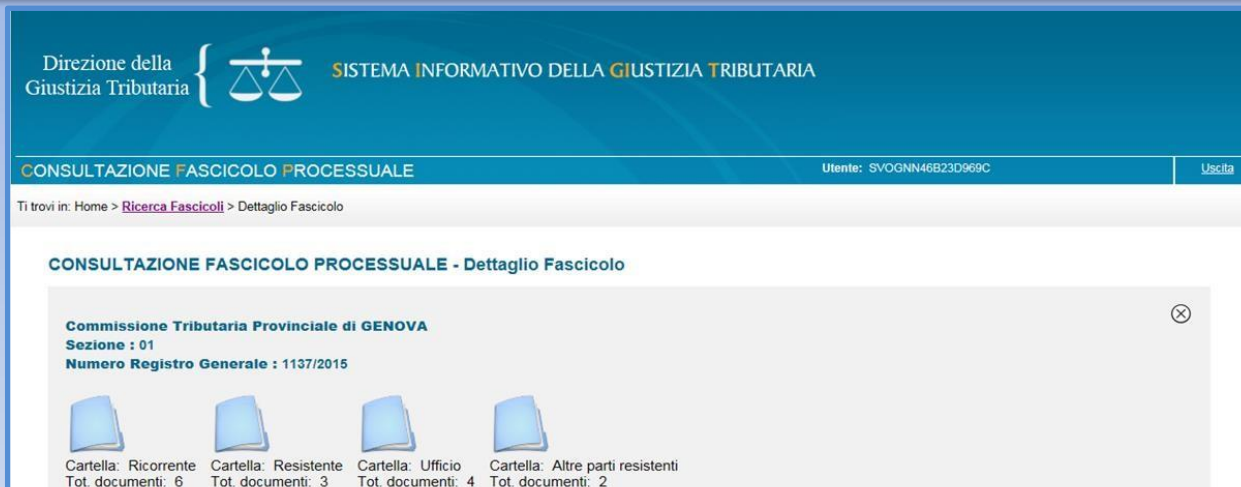 Direzione della
Giustizia Tributaria
SISTEMA INFORMATIVO DELLA GIUSTIZIA TRIBUTARIA
CONSULTAZIONE FASCICOLO PROCESSUALE
Utente: SVOGNN46B23D969C
Uscita
Ti trovi in: Home > Ricerca Fascicoli > Dettaglio Fascicolo
CONSULTAZIONE FASCICOLO PROCESSUALE - Dettaglio Fascicolo
Commissione Tributaria Provinciale di GENOVA
Sezione : 01
Numero Registro Generale : 1137/2015
Cartella: Ricorrente Cartella: Resistente Cartella: Ufficio Cartella: Altre parti resistenti
Tot. documenti: 6 Tot. documenti: 3 Tot. documenti: 4 Tot. documenti: 2